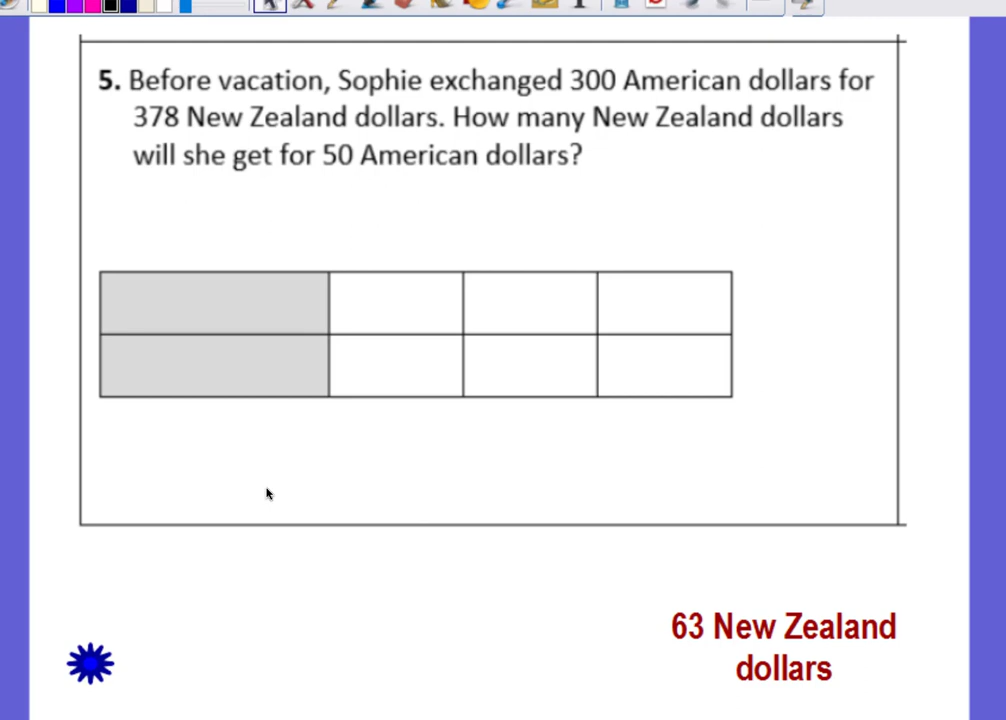 5. Before vacation, Sophie exchanged 300 American dollars for
378 New Zealand dollars. How many New Zealand dollars
will she get for 50 American dollars?
63 New Zealand
dollars